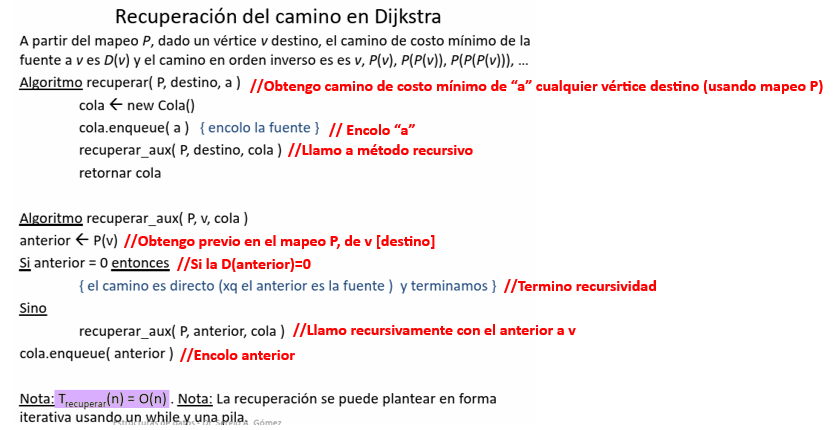 Recuperación del camino en Dijkstra
A partir del mapeo P, dado un vértice v destino, el camino de costo mínimo de la
fuente a v es D(v) y el camino en orden inverso es es v, P(v), P(P(v)), P(P(P(v))), ...
Algoritmo recuperar( P, destino, a ) //Obtengo camino de costo mínimo de “a” cualquier vértice destino (usando mapeo P)
cola ← new Cola()
cola.enqueue( a ) { encolo la fuente } // Encolo “a”
recuperar_aux( P, destino, cola ) //Llamo a método recursivo
retornar cola
Algoritmo recuperar_aux( P, v, cola )
anterior ← P(v) //Obtengo previo en el mapeo P, de v [destino]
Si anterior = 0 entonces //Si la D(anterior)=0
{ el camino es directo (xq el anterior es la fuente ) y terminamos } //Termino recursividad
Sino
recuperar_aux( P, anterior, cola ) //Llamo recursivamente con el anterior a v
cola.enqueue( anterior ) //Encolo anterior
Nota: Trecuperar(n) = O(n) . Nota: La recuperación se puede plantear en forma
iterativa usando un while y una pila.
Estructuras de datos - Dr. Sergio A. Gómez